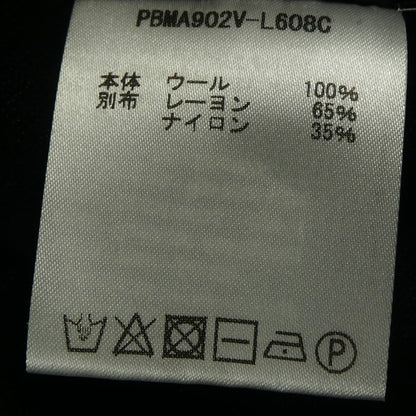 PBMA902V-L608C
本体 ウール 100%
別布 レーヨン 65%
ナイロン 35%
P